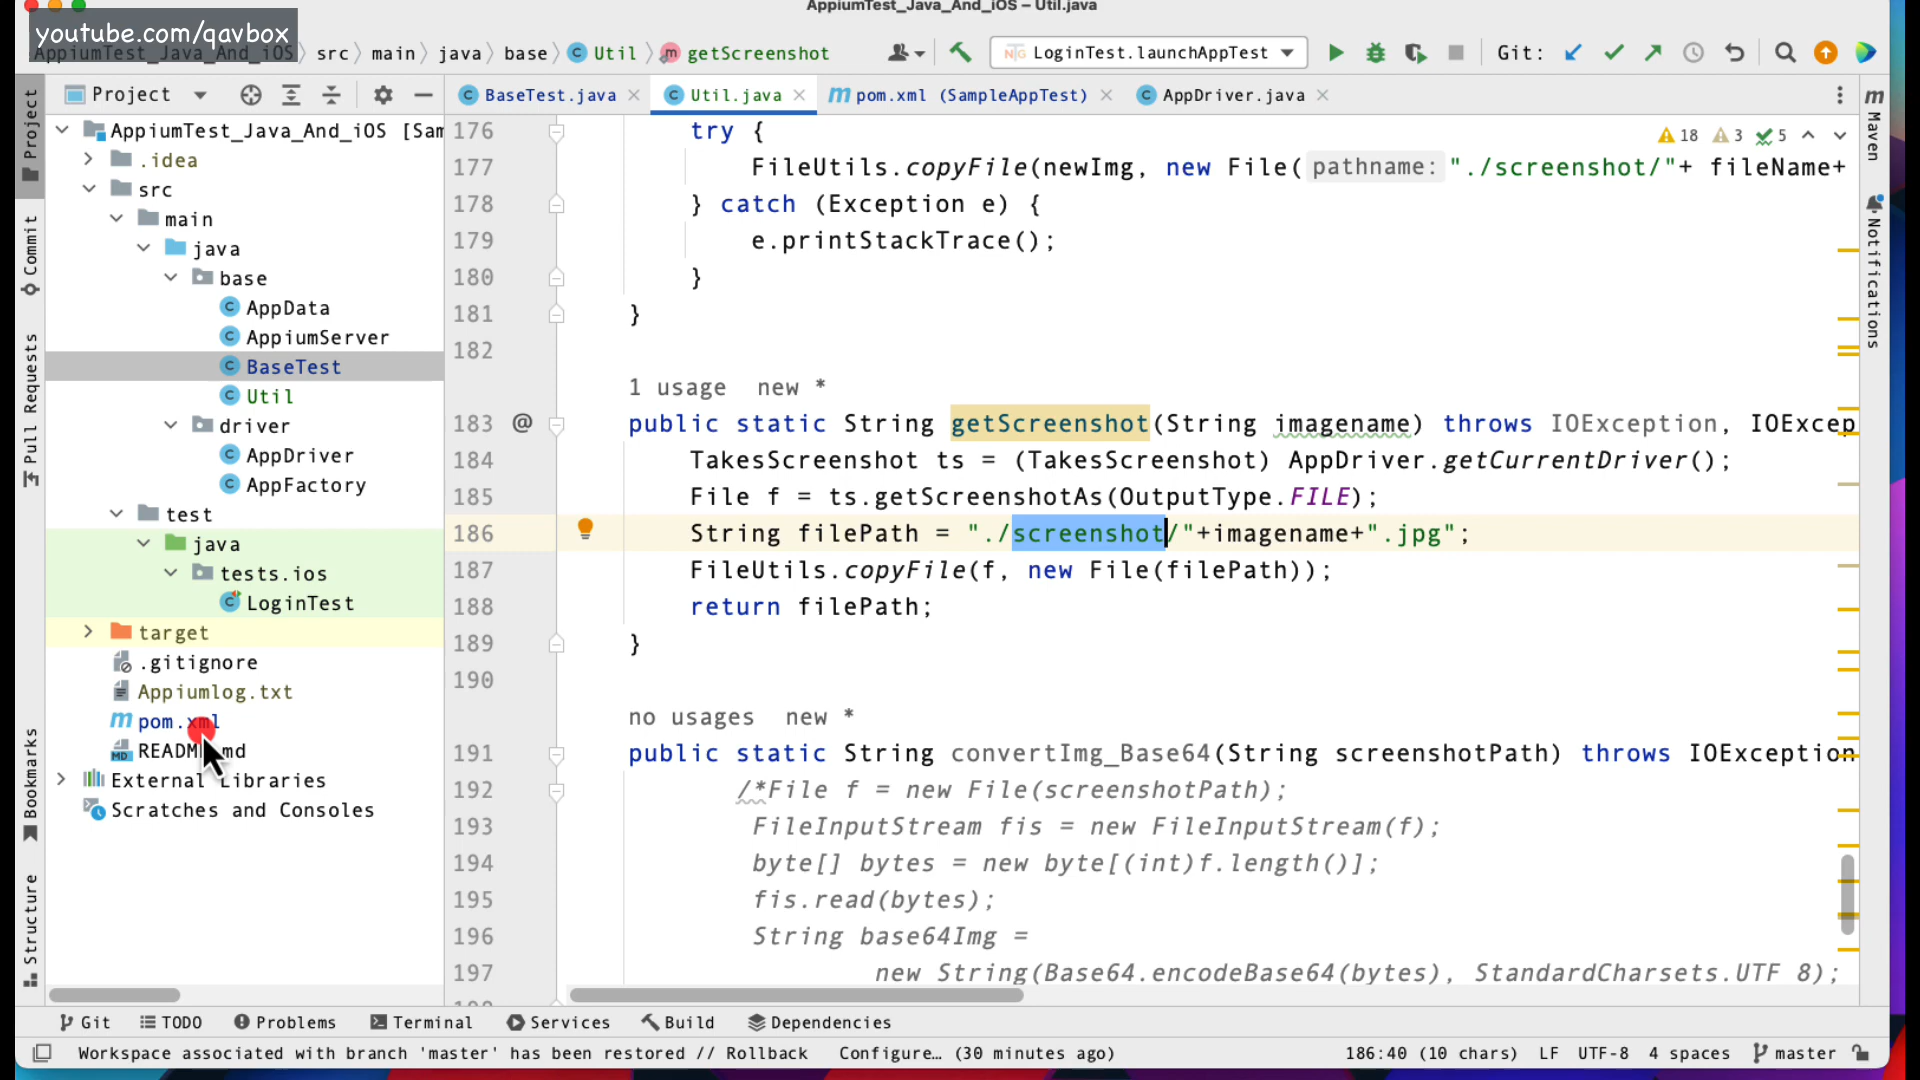 AppiumTest_Java_And_iOS – Util.java
youtube.com/qavbox
AppiumTest_Java_And_iOS src main java base Util getScreenshot LoginTest.launchAppTest Git:
Project BaseTest.java Util.java pom.xml (SampleAppTest) AppDriver.java
Project
Commit
Pull Requests
Bookmarks
Structure
AppiumTest_Java_And_iOS [Sam
.idea
src
main
java
base
AppData
AppiumServer
BaseTest
Util
driver
AppDriver
AppFactory
test
java
tests.ios
LoginTest
target
.gitignore
Appiumlog.txt
pom.xml
README.md
External Libraries
Scratches and Consoles
18 3 5
176 try {
177 FileUtils.copyFile(newImg, new File( pathname: "./screenshot/"+ fileName+
178 } catch (Exception e) {
179 e.printStackTrace();
180 }
181 }
182
1 usage new *
183 @ public static String getScreenshot(String imagename) throws IOException, IOExcep
184 TakesScreenshot ts = (TakesScreenshot) AppDriver.getCurrentDriver();
185 File f = ts.getScreenshotAs(OutputType.FILE);
186 String filePath = "./screenshot/"+imagename+".jpg";
187 FileUtils.copyFile(f, new File(filePath));
188 return filePath;
189 }
190
no usages new *
191 public static String convertImg_Base64(String screenshotPath) throws IOException
192 /*File f = new File(screenshotPath);
193 FileInputStream fis = new FileInputStream(f);
194 byte[] bytes = new byte[(int)f.length()];
195 fis.read(bytes);
196 String base64Img =
197 new String(Base64.encodeBase64(bytes), StandardCharsets.UTF 8);
m Maven
Notifications
Git TODO Problems Terminal Services Build Dependencies
Workspace associated with branch 'master' has been restored // Rollback Configure… (30 minutes ago) 186:40 (10 chars) LF UTF-8 4 spaces master